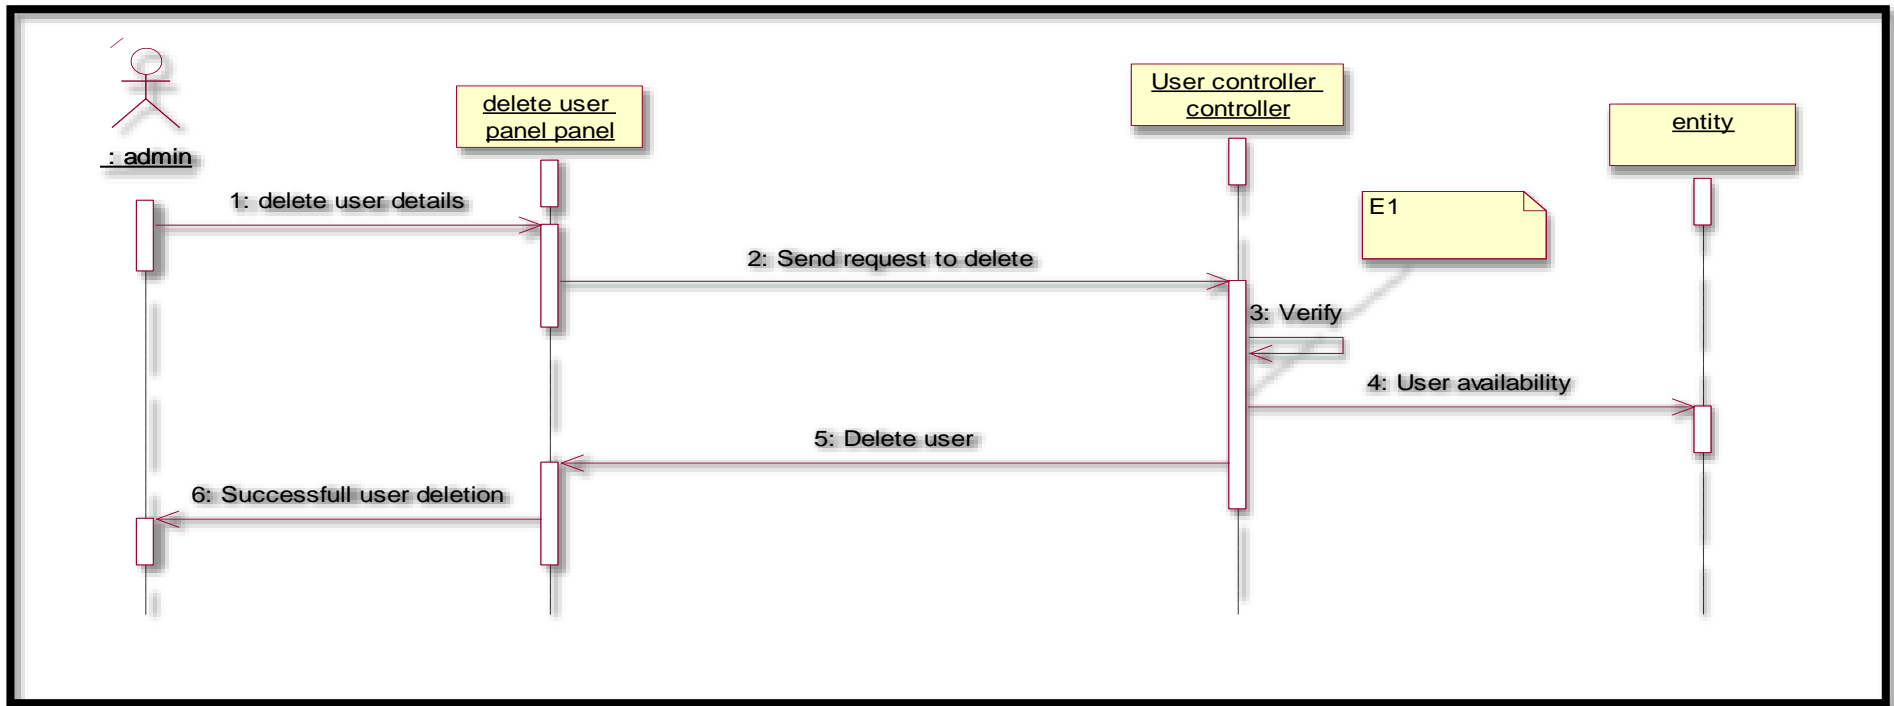 User controller
controller
delete user
panel panel
entity
: admin
1: delete user details
E1
2: Send request to delete
3: Verify
4: User availability
5: Delete user
6: Successfull user deletion